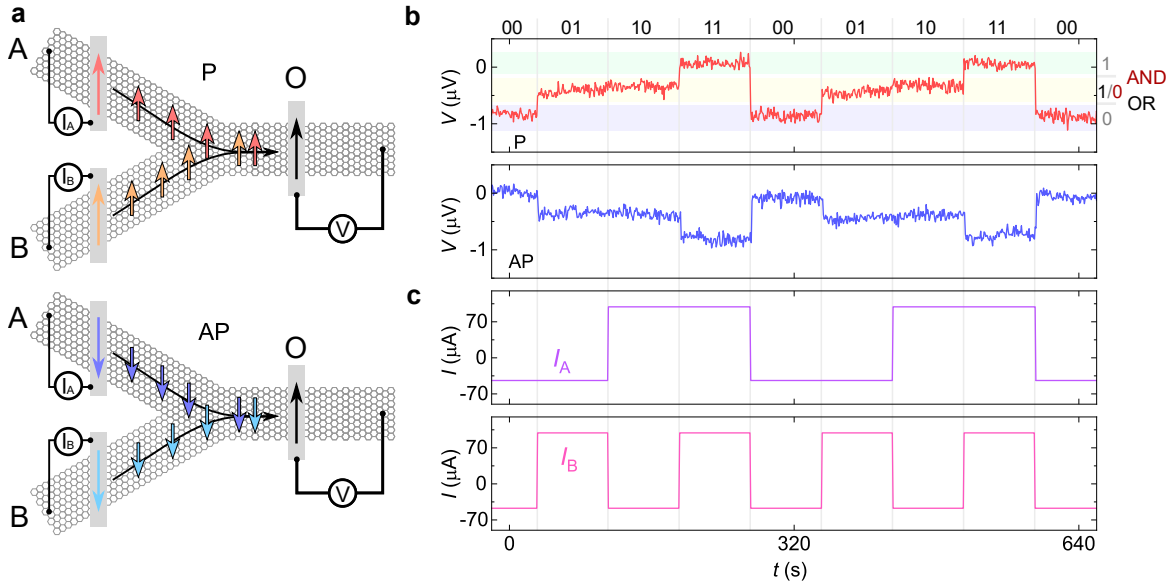 a
A
P
O
I_A
I_B
V
B
A
AP
O
I_A
I_B
V
B
b
00 01 10 11 00 01 10 11 00
V (μV)
0
-1
P
1
1/0
0
AND
OR
V (μV)
0
-1
AP
c
I (μA)
70
0
-70
I_A
I (μA)
70
0
-70
I_B
0 320 640
t (s)